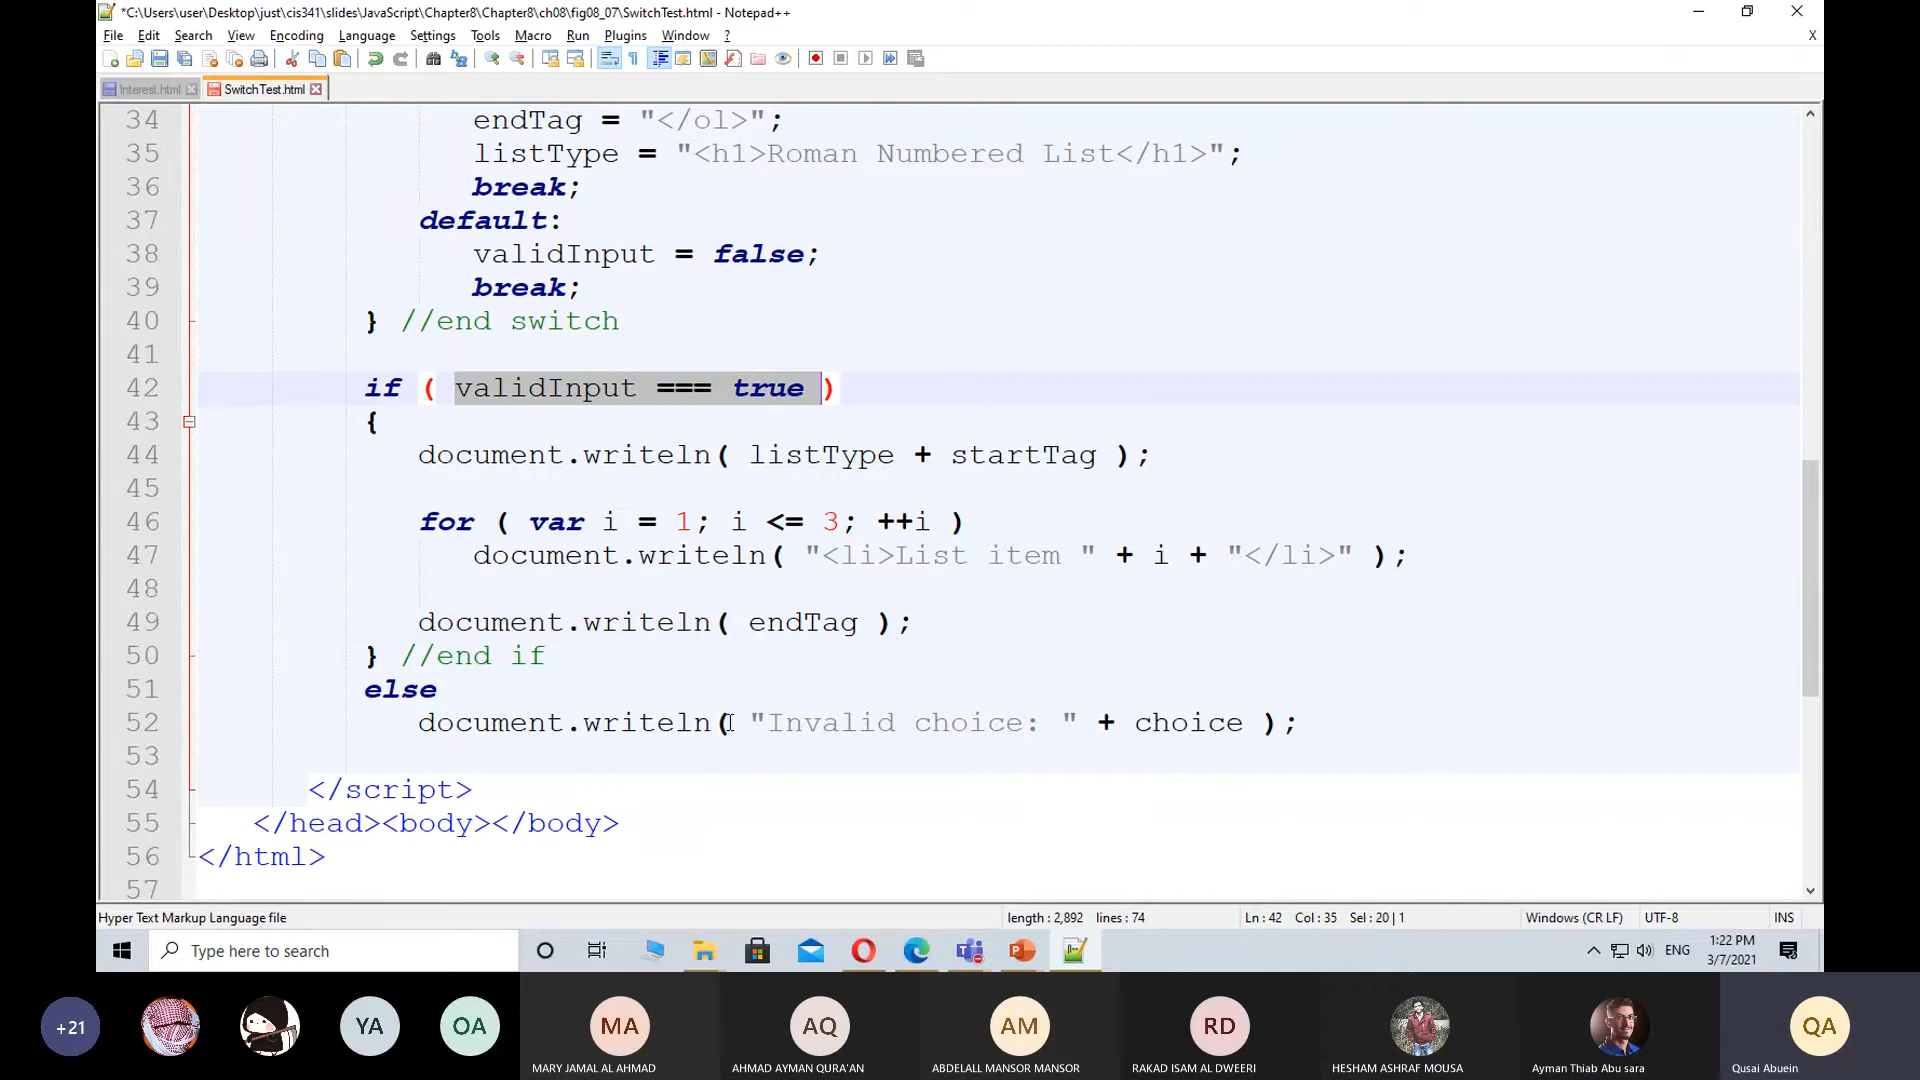 *C:\Users\user\Desktop\just\cis341\slides\JavaScript\Chapter8\Chapter8\ch08\fig08_07\SwitchTest.html - Notepad++
File Edit Search View Encoding Language Settings Tools Macro Run Plugins Window ? X
Interest.html SwitchTest.html
34 endTag = "</ol>";
35 listType = "<h1>Roman Numbered List</h1>";
36 break;
37 default:
38 validInput = false;
39 break;
40 } //end switch
41
42 if ( validInput === true )
43 {
44 document.writeln( listType + startTag );
45
46 for ( var i = 1; i <= 3; ++i )
47 document.writeln( "<li>List item " + i + "</li>" );
48
49 document.writeln( endTag );
50 } //end if
51 else
52 document.writeln( "Invalid choice: " + choice );
53
54 </script>
55 </head><body></body>
56 </html>
57
Hyper Text Markup Language file length : 2,892 lines : 74 Ln : 42 Col : 35 Sel : 20 | 1 Windows (CR LF) UTF-8 INS
Type here to search ENG 1:22 PM
3/7/2021
+21 YA OA MA AQ AM RD QA
MARY JAMAL AL AHMAD AHMAD AYMAN QURA'AN ABDELALL MANSOR MANSOR RAKAD ISAM AL DWEERI HESHAM ASHRAF MOUSA Ayman Thiab Abu sara Qusai Abuein